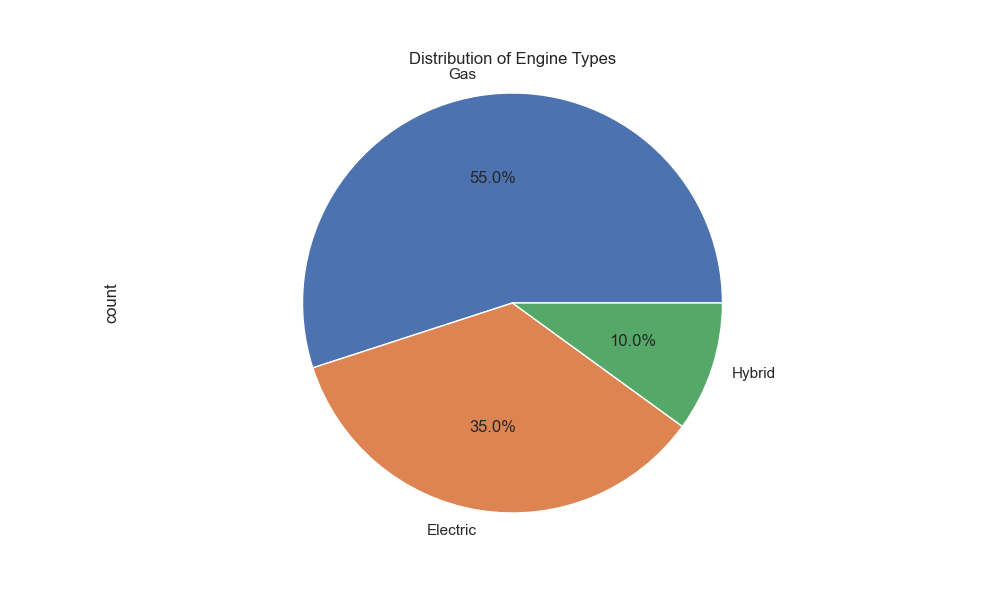 Distribution of Engine Types
Gas
55.0%
count
10.0%
Hybrid
35.0%
Electric